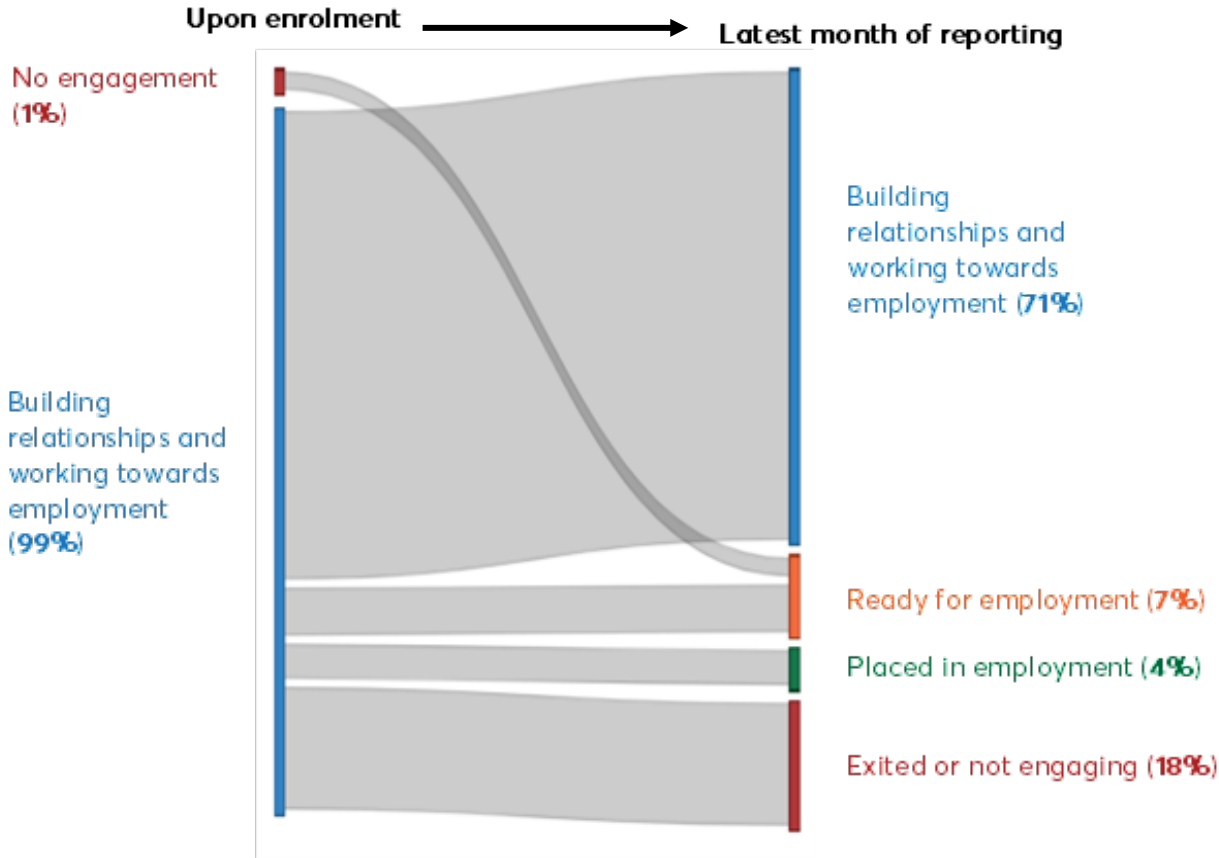 Upon enrolment
Latest month of reporting
No engagement
(1%)
Building
relationships and
working towards
employment
(99%)
Building
relationships and
working towards
employment (71%)
Ready for employment (7%)
Placed in employment (4%)
Exited or not engaging (18%)